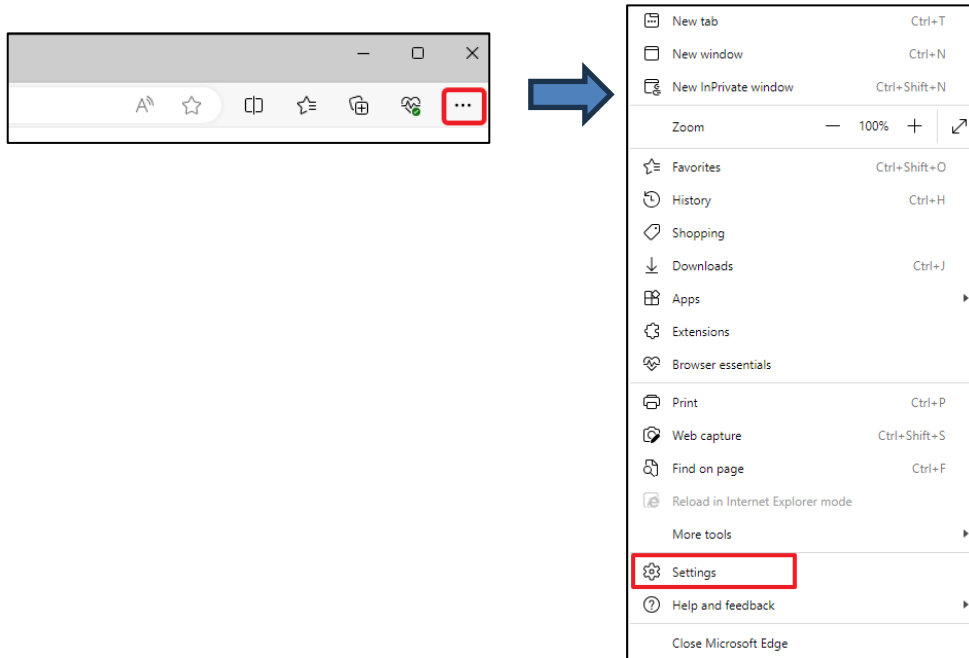 New tab Ctrl+T
New window Ctrl+N
New InPrivate window Ctrl+Shift+N
Zoom — 100% +
Favorites Ctrl+Shift+O
History Ctrl+H
Shopping
Downloads Ctrl+J
Apps
Extensions
Browser essentials
Print Ctrl+P
Web capture Ctrl+Shift+S
Find on page Ctrl+F
Reload in Internet Explorer mode
More tools
Settings
Help and feedback
Close Microsoft Edge